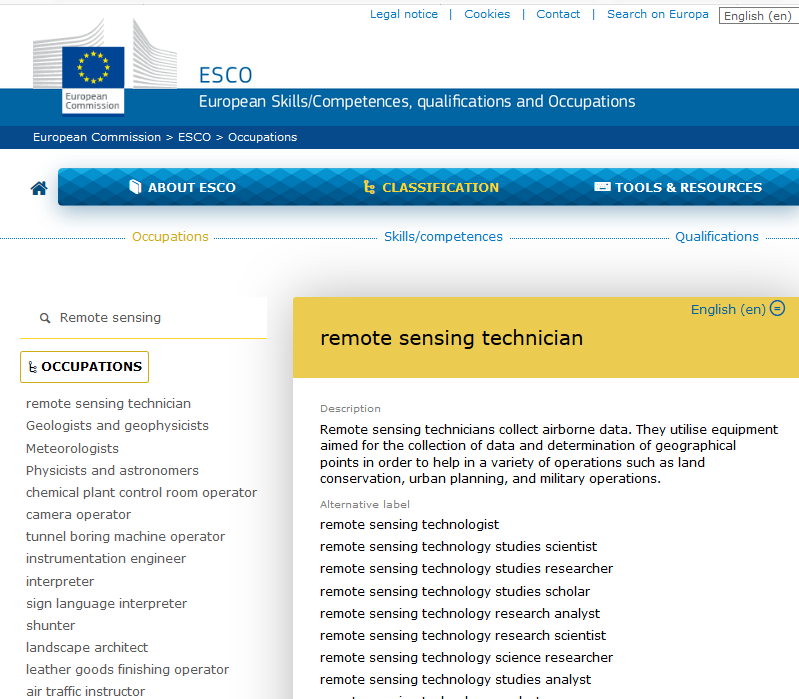 Legal notice | Cookies | Contact | Search on Europa English (en)
European
Commission
ESCO
European Skills/Competences, qualifications and Occupations
European Commission > ESCO > Occupations
ABOUT ESCO CLASSIFICATION TOOLS & RESOURCES
Occupations Skills/competences Qualifications
Remote sensing
OCCUPATIONS
remote sensing technician
Geologists and geophysicists
Meteorologists
Physicists and astronomers
chemical plant control room operator
camera operator
tunnel boring machine operator
instrumentation engineer
interpreter
sign language interpreter
shunter
landscape architect
leather goods finishing operator
air traffic instructor
English (en)
remote sensing technician
Description
Remote sensing technicians collect airborne data. They utilise equipment
aimed for the collection of data and determination of geographical
points in order to help in a variety of operations such as land
conservation, urban planning, and military operations.
Alternative label
remote sensing technologist
remote sensing technology studies scientist
remote sensing technology studies researcher
remote sensing technology studies scholar
remote sensing technology research analyst
remote sensing technology research scientist
remote sensing technology science researcher
remote sensing technology studies analyst